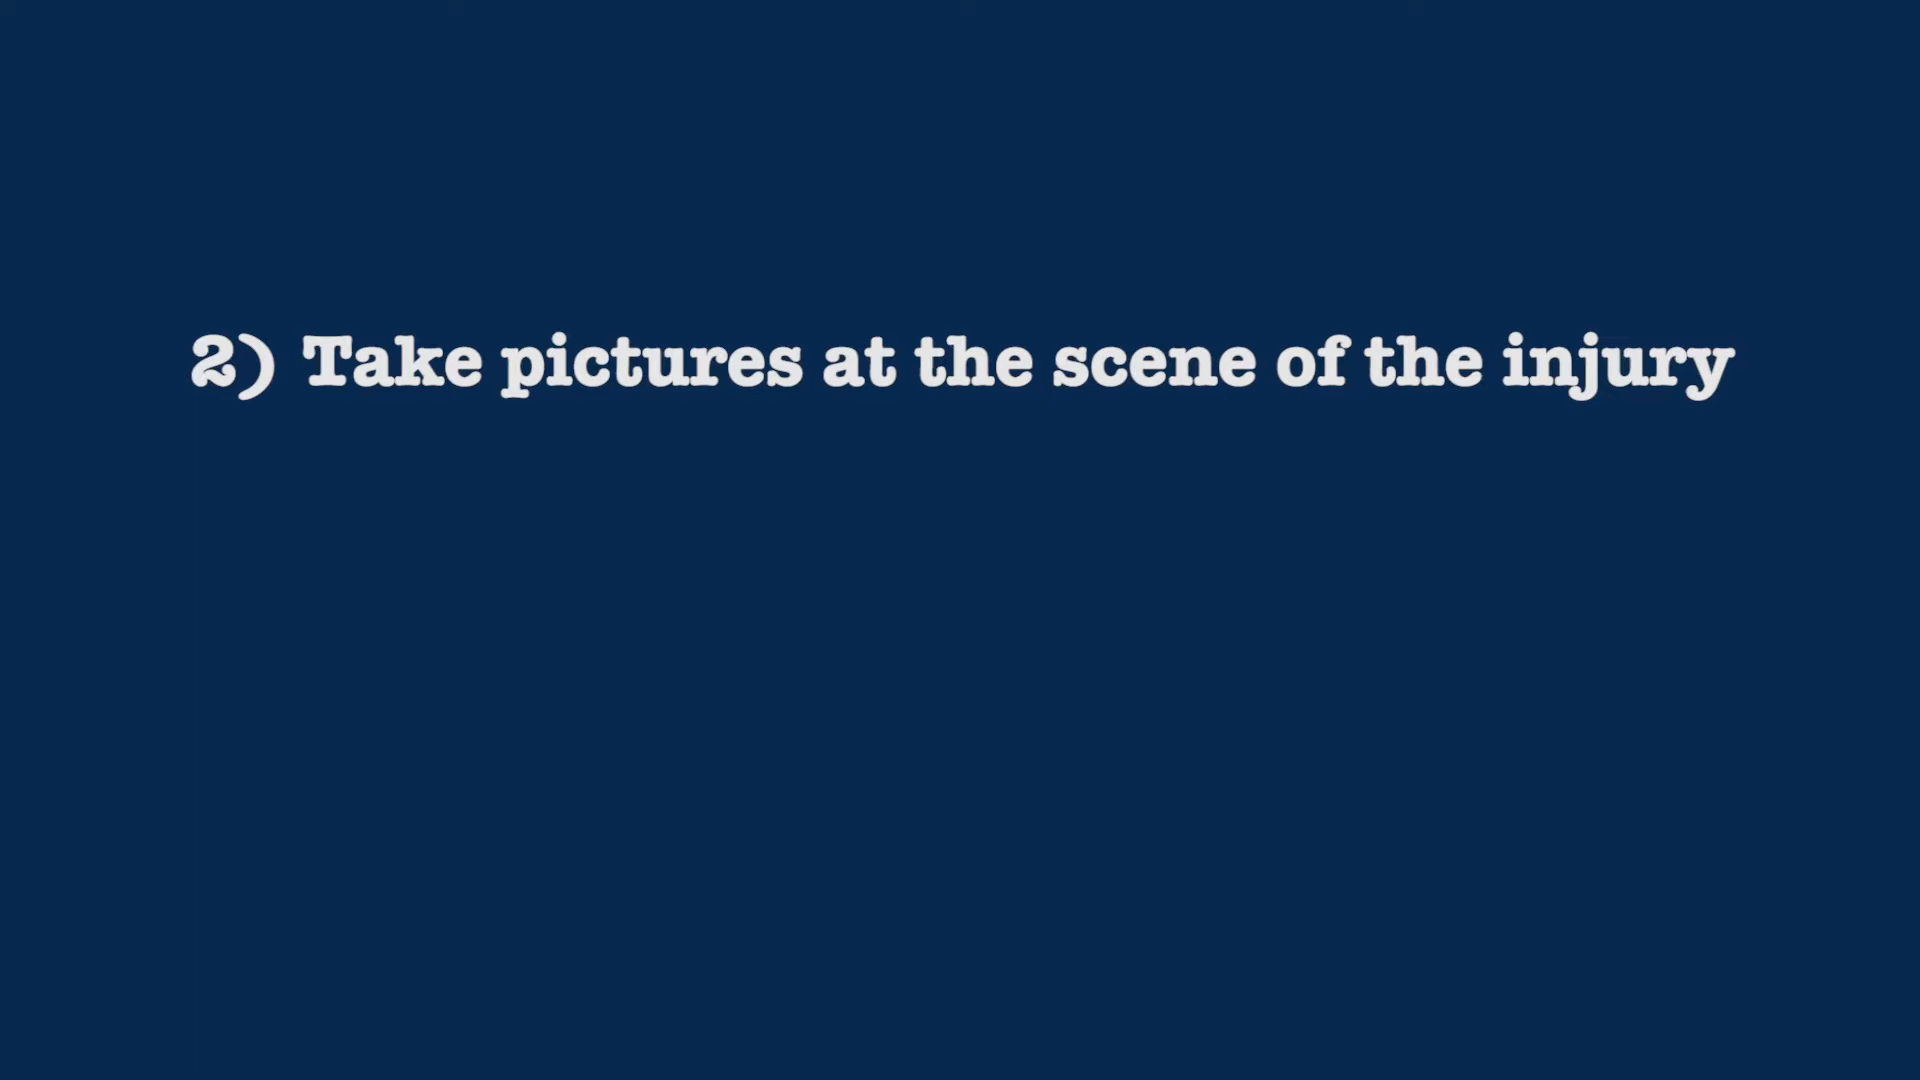 2) Take pictures at the scene of the injury